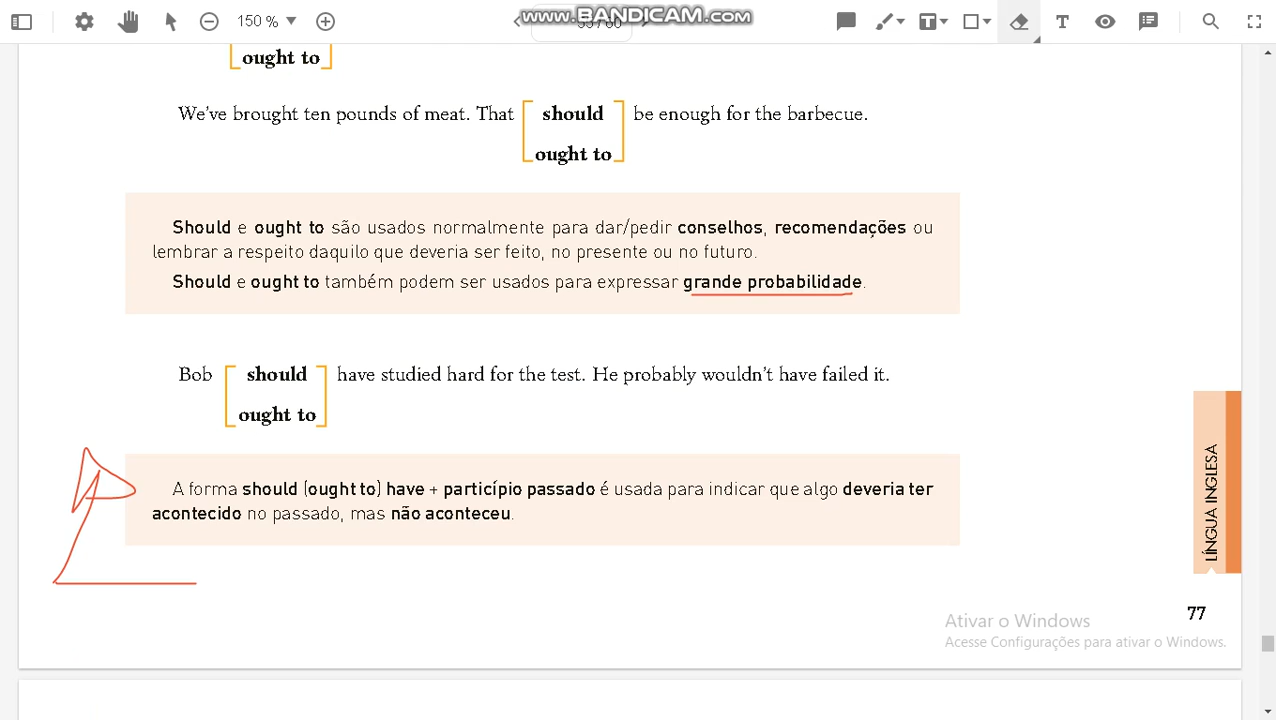 150 %
www.BANDICAM.com
ought to
We've brought ten pounds of meat. That should be enough for the barbecue.
ought to
Should e ought to são usados normalmente para dar/pedir conselhos, recomendações ou
lembrar a respeito daquilo que deveria ser feito, no presente ou no futuro.
Should e ought to também podem ser usados para expressar grande probabilidade.
Bob should have studied hard for the test. He probably wouldn't have failed it.
ought to
A forma should (ought to) have + particípio passado é usada para indicar que algo deveria ter
acontecido no passado, mas não aconteceu.
LÍNGUA INGLESA
77
Ativar o Windows
Acesse Configurações para ativar o Windows.